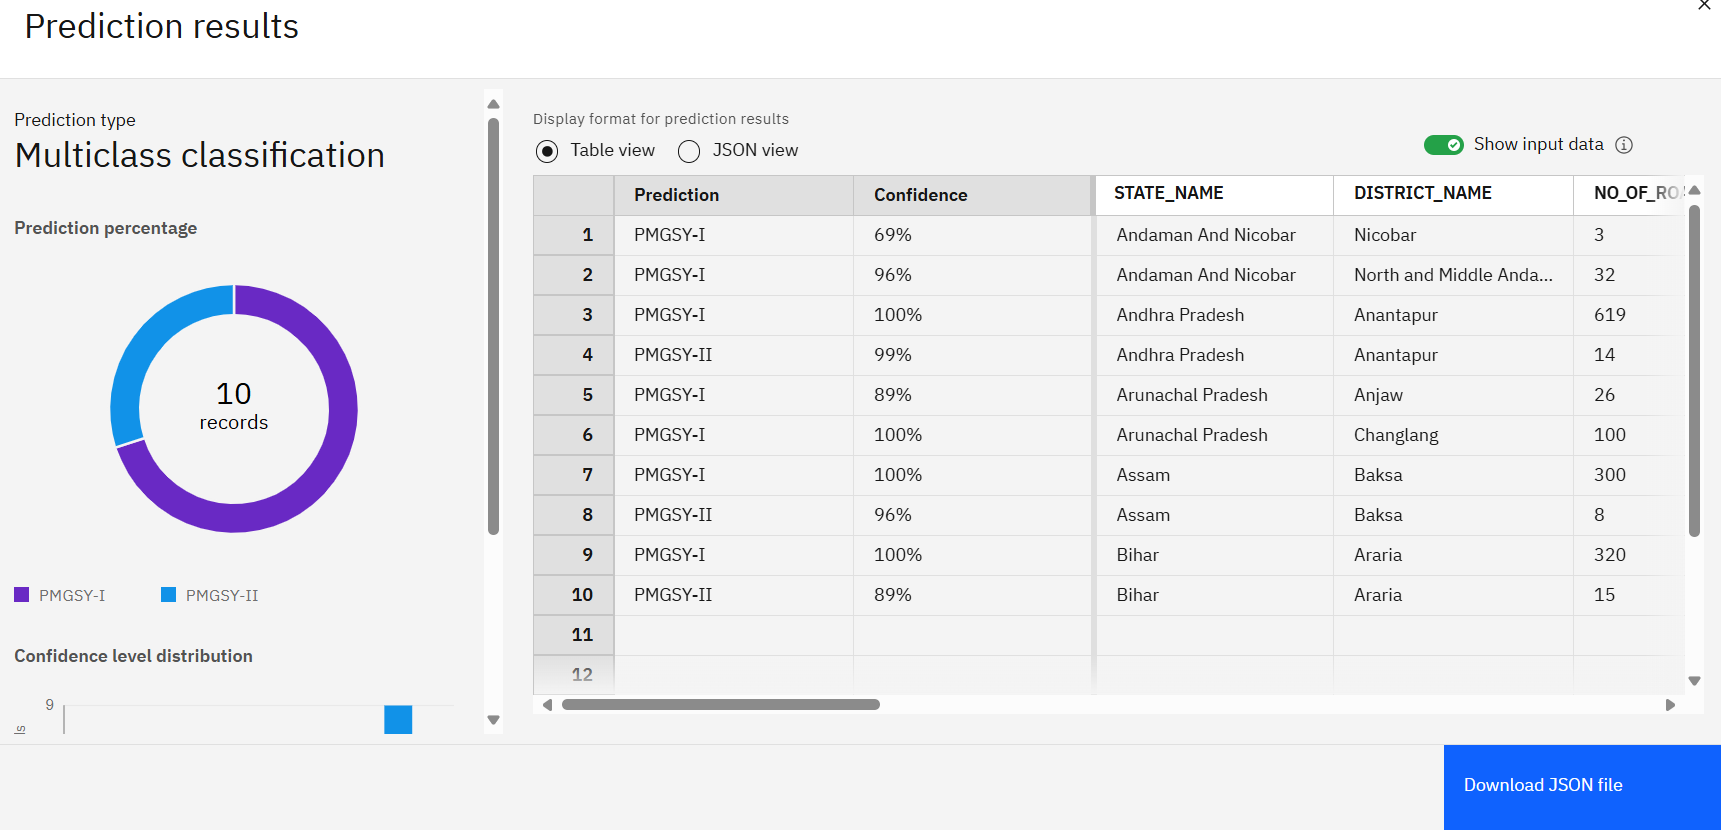 Prediction results
Prediction type
Multiclass classification
Prediction percentage
10
records
PMGSY-I PMGSY-II
Confidence level distribution
9
Display format for prediction results
Table view JSON view
Show input data
Prediction Confidence STATE_NAME DISTRICT_NAME
1 PMGSY-I 69% Andaman And Nicobar Nicobar 3
2 PMGSY-I 96% Andaman And Nicobar North and Middle Anda... 32
3 PMGSY-I 100% Andhra Pradesh Anantapur 619
4 PMGSY-II 99% Andhra Pradesh Anantapur 14
5 PMGSY-I 89% Arunachal Pradesh Anjaw 26
6 PMGSY-I 100% Arunachal Pradesh Changlang 100
7 PMGSY-I 100% Assam Baksa 300
8 PMGSY-II 96% Assam Baksa 8
9 PMGSY-I 100% Bihar Araria 320
10 PMGSY-II 89% Bihar Araria 15
11
12
Download JSON file